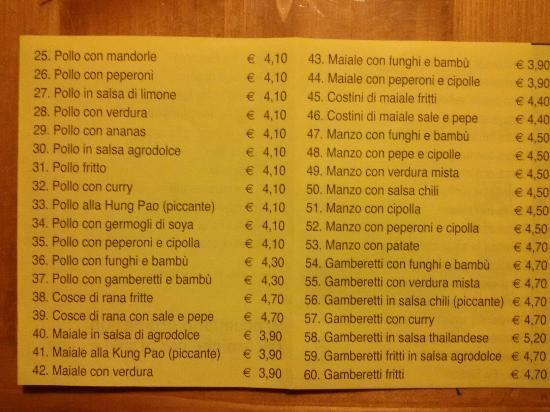 25. Pollo con mandorle € 4,10
26. Pollo con peperoni € 4,10
27. Pollo in salsa di limone € 4,10
28. Pollo con verdura € 4,10
29. Pollo con ananas € 4,10
30. Pollo in salsa agrodolce € 4,10
31. Pollo fritto € 4,10
32. Pollo con curry € 4,10
33. Pollo alla Hung Pao (piccante) € 4,10
34. Pollo con germogli di soya € 4,10
35. Pollo con peperoni e cipolla € 4,10
36. Pollo con funghi e bambù € 4,30
37. Pollo con gamberetti e bambù € 4,30
38. Cosce di rana fritte € 4,70
39. Cosce di rana con sale e pepe € 4,70
40. Maiale in salsa di agrodolce € 3,90
41. Maiale alla Kung Pao (piccante) € 3,90
42. Maiale con verdura € 3,90
43. Maiale con funghi e bambù € 3,90
44. Maiale con peperoni e cipolle € 3,90
45. Costini di maiale fritti € 4,40
46. Costini di maiale sale e pepe € 4,40
47. Manzo con funghi e bambù € 4,50
48. Manzo con pepe e cipolle € 4,50
49. Manzo con verdura mista € 4,50
50. Manzo con salsa chili € 4,50
51. Manzo con cipolla € 4,50
52. Manzo con peperoni e cipolla € 4,50
53. Manzo con patate € 4,70
54. Gamberetti con funghi e bambù € 4,70
55. Gamberetti con verdura mista € 4,70
56. Gamberetti in salsa chili (piccante) € 4,70
57. Gamberetti con curry € 4,70
58. Gamberetti in salsa thailandese € 5,20
59. Gamberetti fritti in salsa agrodolce € 4,70
60. Gamberetti fritti € 4,70